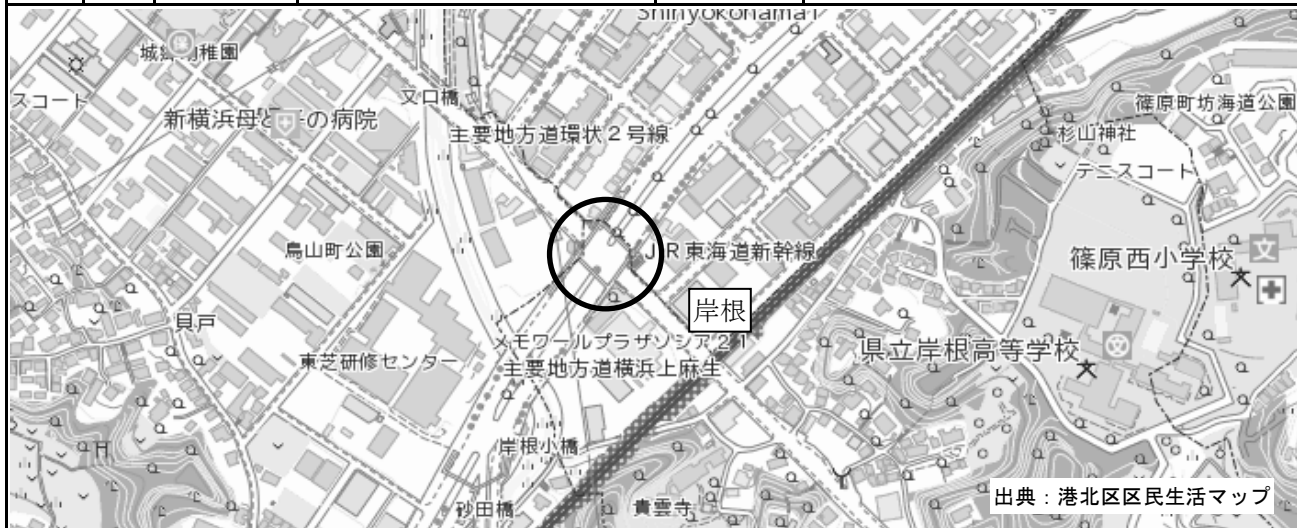 Shinyokohama1
城郷幼稚園
スコート
又口橋
新横浜母と子の病院
主要地方道環状2号線
篠原町坊海道公園
杉山神社
テニスコート
鳥山町公園
JR東海道新幹線
篠原西小学校
文
貝戸
岸根
メモワールプラザソシア21
東芝研修センター
主要地方道横浜上麻生
県立岸根高等学校
岸根小橋
砂田橋
貴雲寺
出典:港北区区民生活マップ